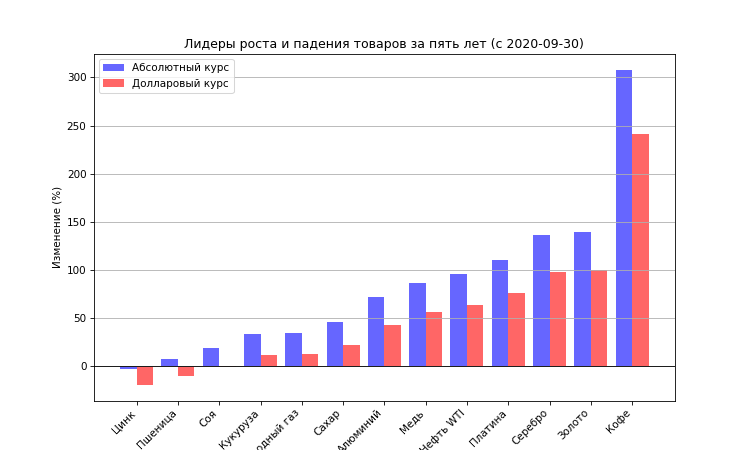 Лидеры роста и падения товаров за пять лет (с 2020-09-30)
Абсолютный курс
Долларовый курс
Изменение (%)
300
250
200
150
100
50
0
Цинк
Пшеница
Соя
Кукуруза
одный газ
Сахар
Алюминий
Медь
Нефть WTI
Платина
Серебро
Золото
Кофе